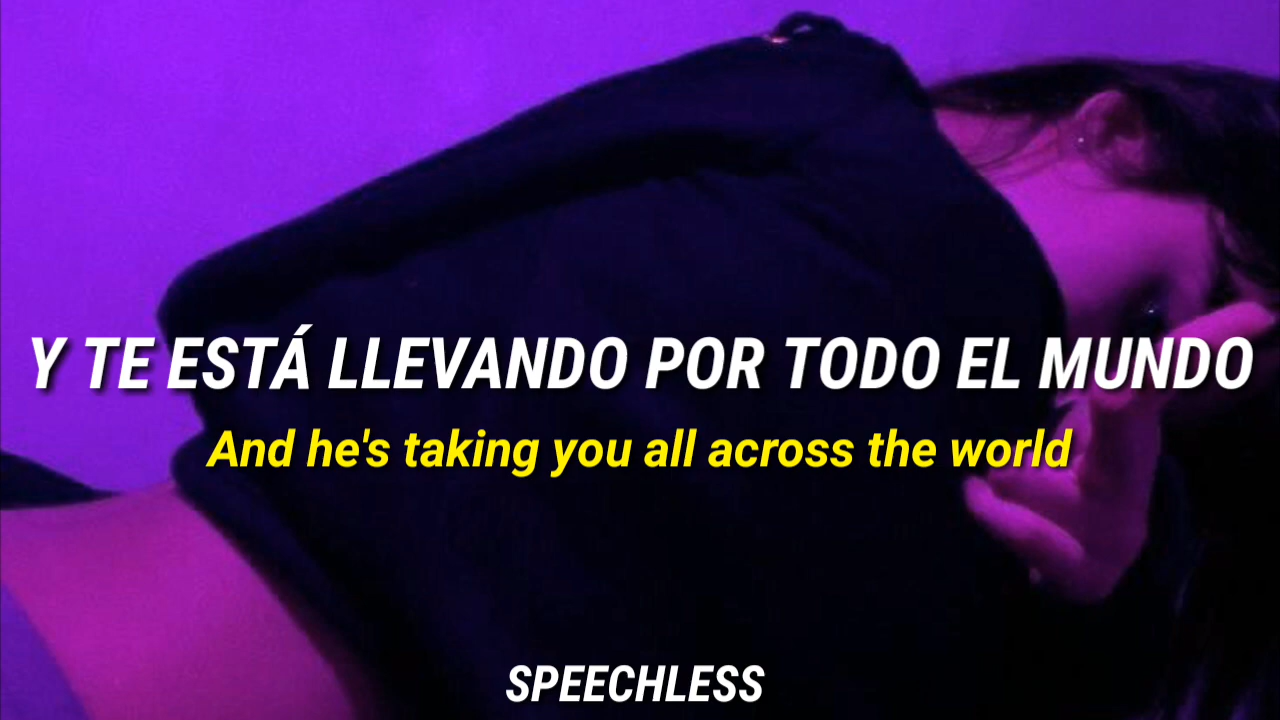 Y TE ESTÁ LLEVANDO POR TODO EL MUNDO
And he's taking you all across the world
SPEECHLESS